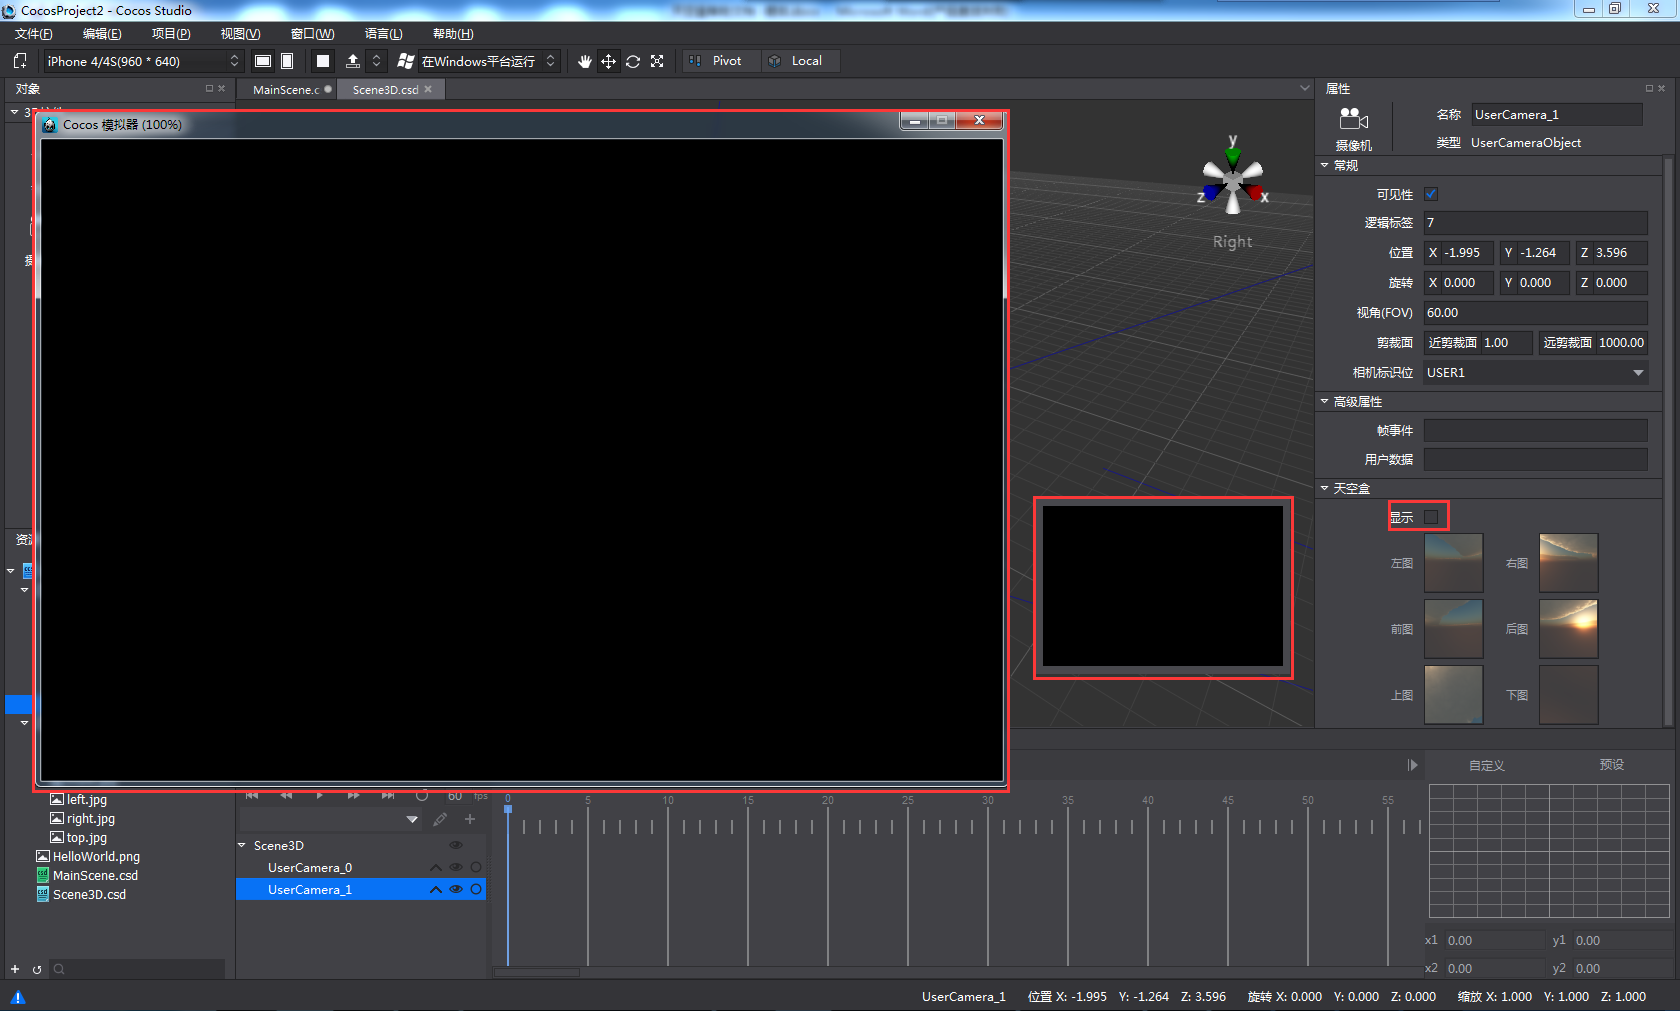 CocosProject2 - Cocos Studio
文件(F) 编辑(E) 项目(P) 视图(V) 窗口(W) 语言(L) 帮助(H)
iPhone 4/4S(960 * 640) 在Windows平台运行 Pivot Local
对象 MainScene.c Scene3D.csd 属性
Cocos 模拟器 (100%)
名称 UserCamera_1
摄像机 类型 UserCameraObject
常规
可见性
逻辑标签 7
位置 X -1.995 Y -1.264 Z 3.596
旋转 X 0.000 Y 0.000 Z 0.000
视角(FOV) 60.00
剪裁面 近剪裁面 1.00 远剪裁面 1000.00
相机标识位 USER1
高级属性
帧事件
用户数据
天空盒
显示
左图 右图
前图 后图
上图 下图
y
z x
Right
自定义 预设
60 fps
0 5 10 15 20 25 30 35 40 45 50 55
left.jpg
right.jpg
top.jpg
HelloWorld.png
MainScene.csd
Scene3D.csd
Scene3D
UserCamera_0
UserCamera_1
x1 0.00 y1 0.00
x2 0.00 y2 0.00
UserCamera_1 位置 X: -1.995 Y: -1.264 Z: 3.596 旋转 X: 0.000 Y: 0.000 Z: 0.000 缩放 X: 1.000 Y: 1.000 Z: 1.000